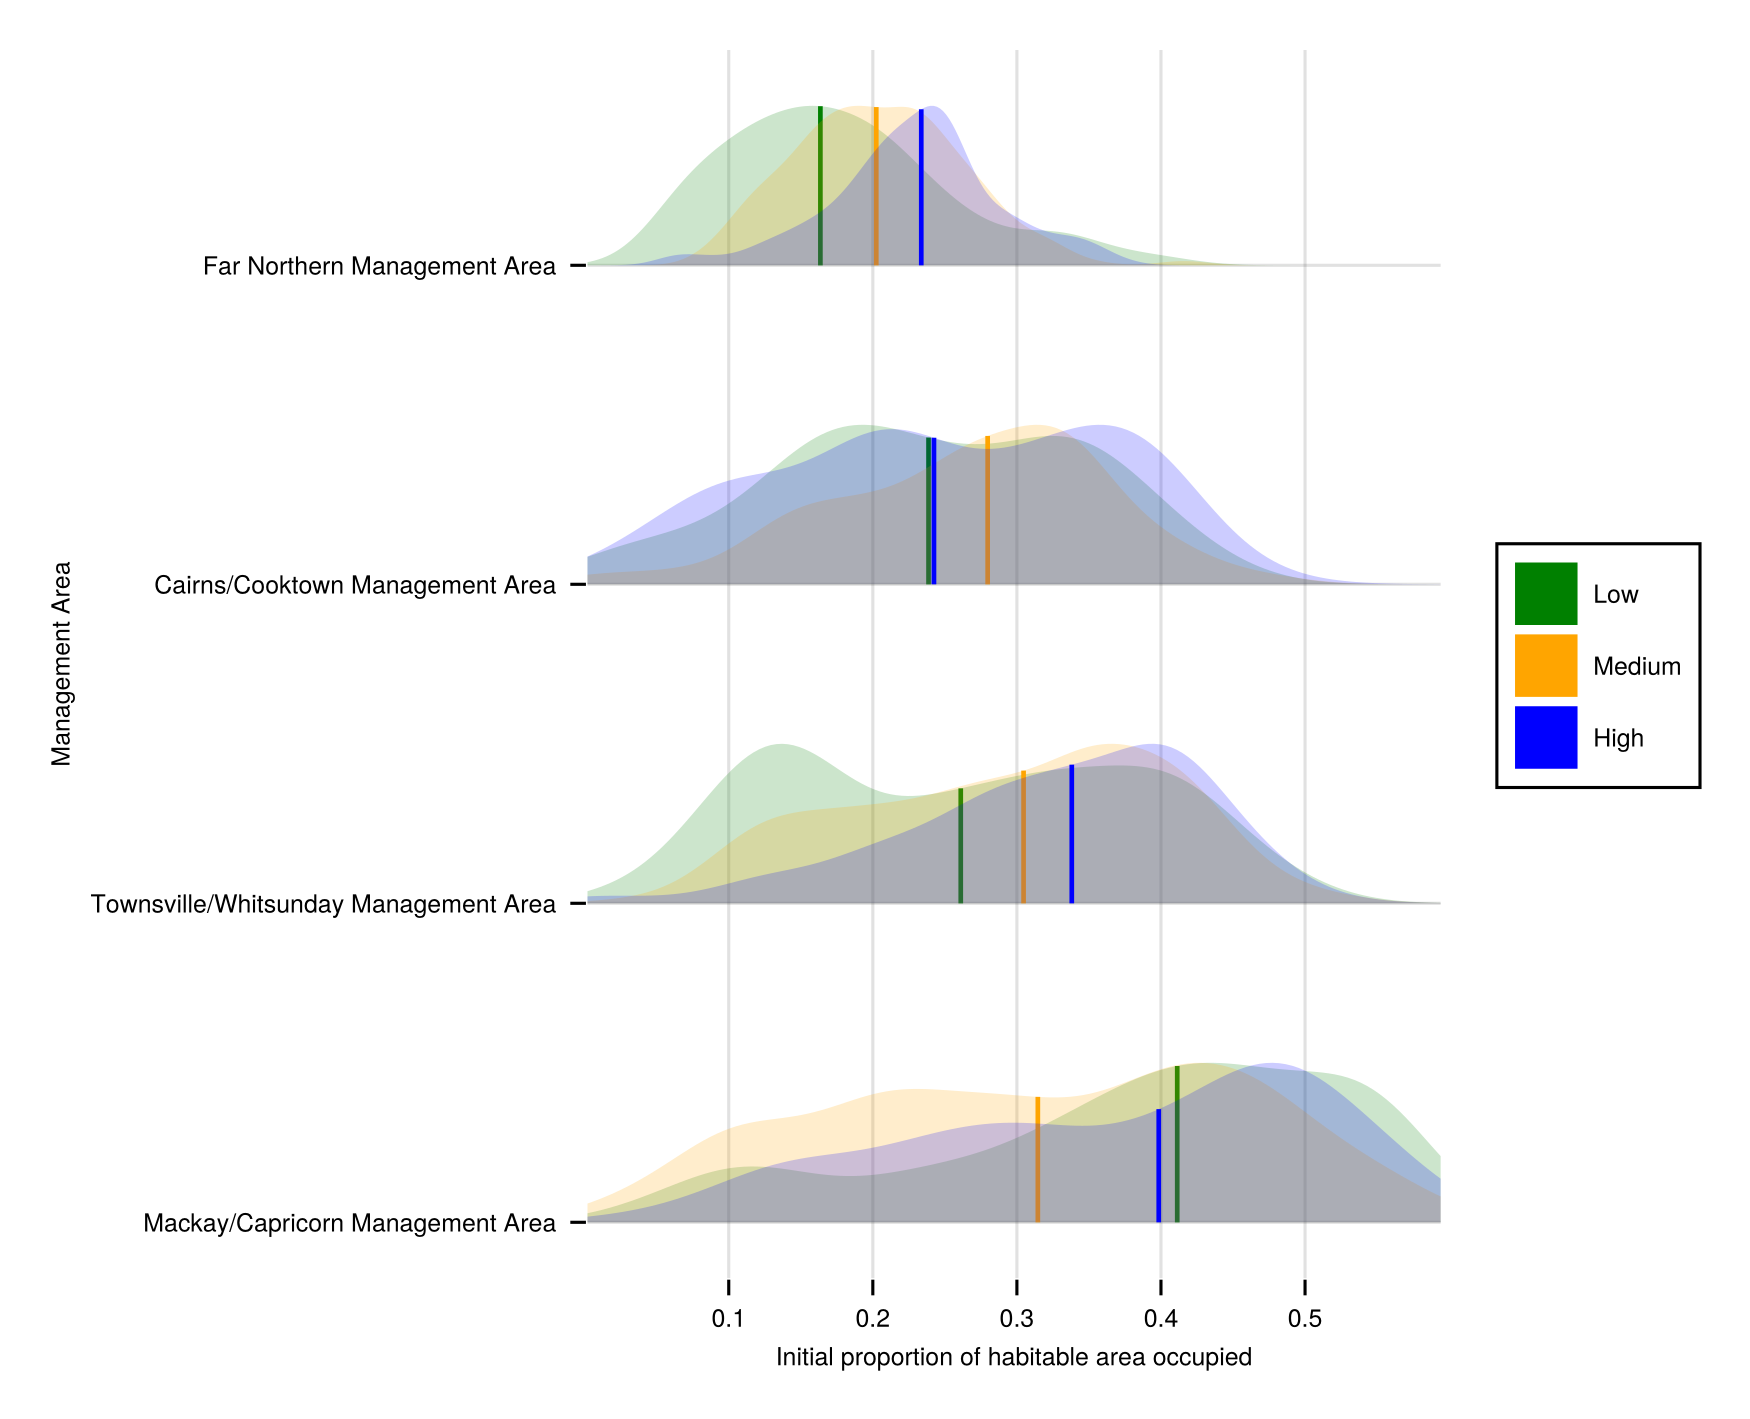 Far Northern Management Area
Cairns/Cooktown Management Area
Townsville/Whitsunday Management Area
Mackay/Capricorn Management Area
Management Area
0.1 0.2 0.3 0.4 0.5
Initial proportion of habitable area occupied
Low
Medium
High